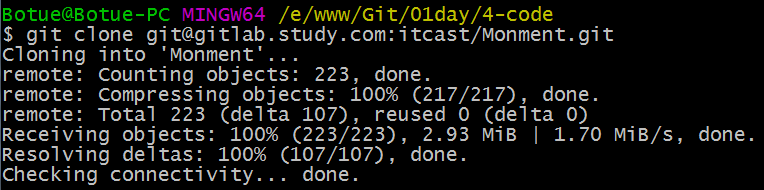 Botue@Botue-PC MINGW64 /e/www/Git/01day/4-code
$ git clone git@gitlab.study.com:itcast/Monment.git
Cloning into 'Monment'...
remote: Counting objects: 223, done.
remote: Compressing objects: 100% (217/217), done.
remote: Total 223 (delta 107), reused 0 (delta 0)
Receiving objects: 100% (223/223), 2.93 MiB | 1.70 MiB/s, done.
Resolving deltas: 100% (107/107), done.
Checking connectivity... done.